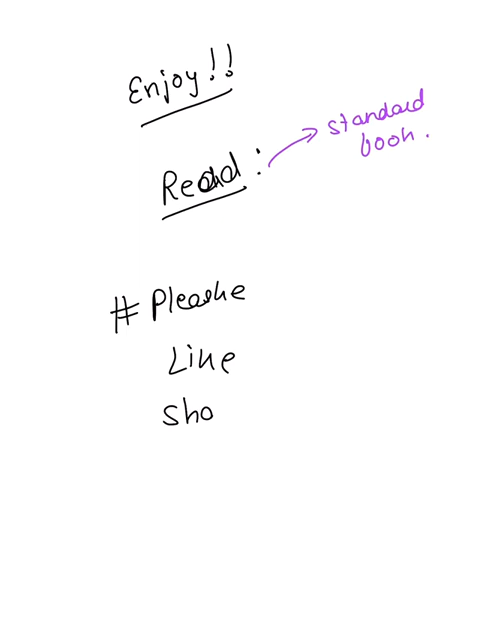 Enjoy!!
Read: → standard
book.
# Please
Like
Sho